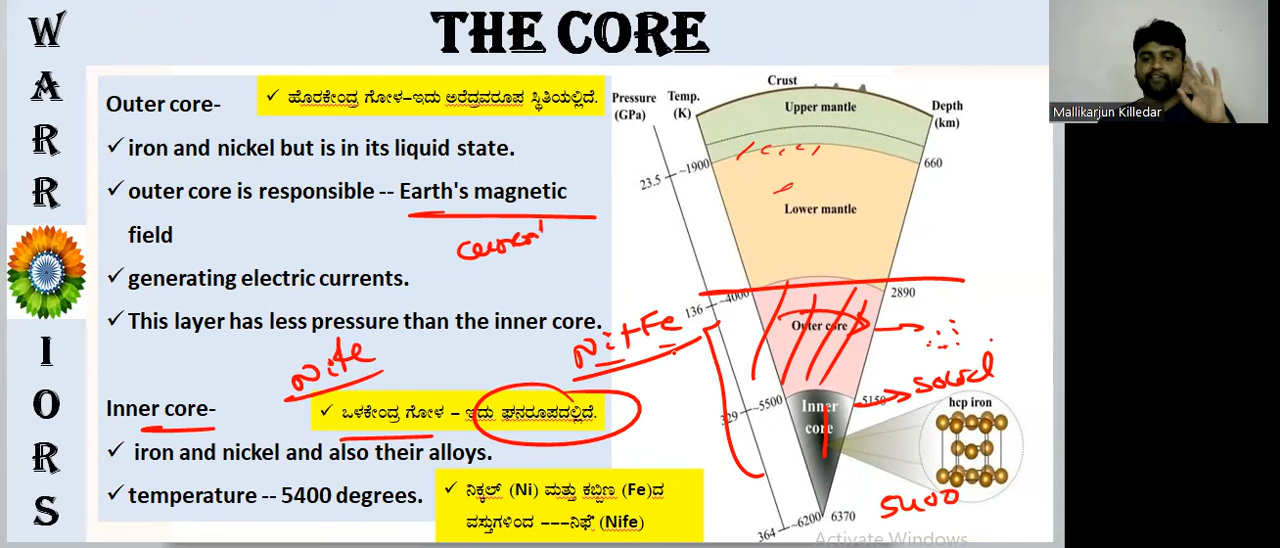 THE CORE
W
A
R
R
I
O
R
S
Outer core-
✓ ಹೊರಕೇಂದ್ರ ಗೋಳ-ಇದು ಅರೆದ್ರವರೂಪ ಸ್ಥಿತಿಯಲ್ಲಿದೆ.
✓ iron and nickel but is in its liquid state.
✓ outer core is responsible -- Earth's magnetic
field
✓ generating electric currents.
✓ This layer has less pressure than the inner core.
Nife
Ni+Fe
Inner core-
✓ ಒಳಕೇಂದ್ರ ಗೋಳ – ಇದು ಘನರೂಪದಲ್ಲಿದೆ.
✓ iron and nickel and also their alloys.
✓ temperature -- 5400 degrees.
✓ ನಿಕ್ಕಲ್ (Ni) ಮತ್ತು ಕಬ್ಬಿಣ (Fe)ದ
ವಸ್ತುಗಳಿಂದ ---ನಿಫೆ (Nife)
Crust
Pressure
(GPa)
Temp.
(K)
Depth
(km)
Upper mantle
23.5
~1900
660
Lower mantle
136
~4000
2890
Outer core
329
~5500
5150
Inner
core
hcp iron
5400
364
~6200
6370
Mallikarjun Killedar
Activate Windows